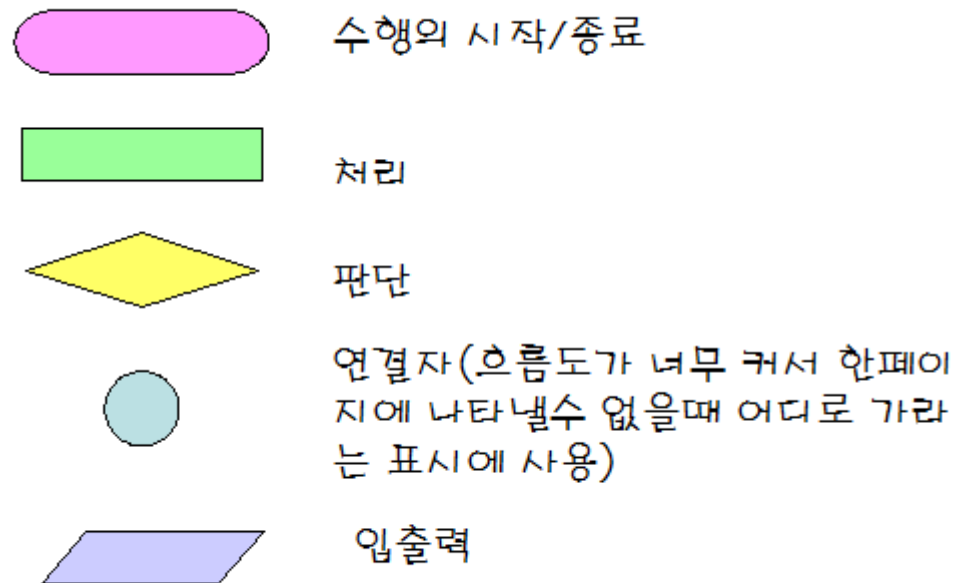 수행의 시작/종료
처리
판단
연결자(흐름도가 너무 커서 한페이
지에 나타낼수 없을때 어디로 가라
는 표시에 사용)
입출력